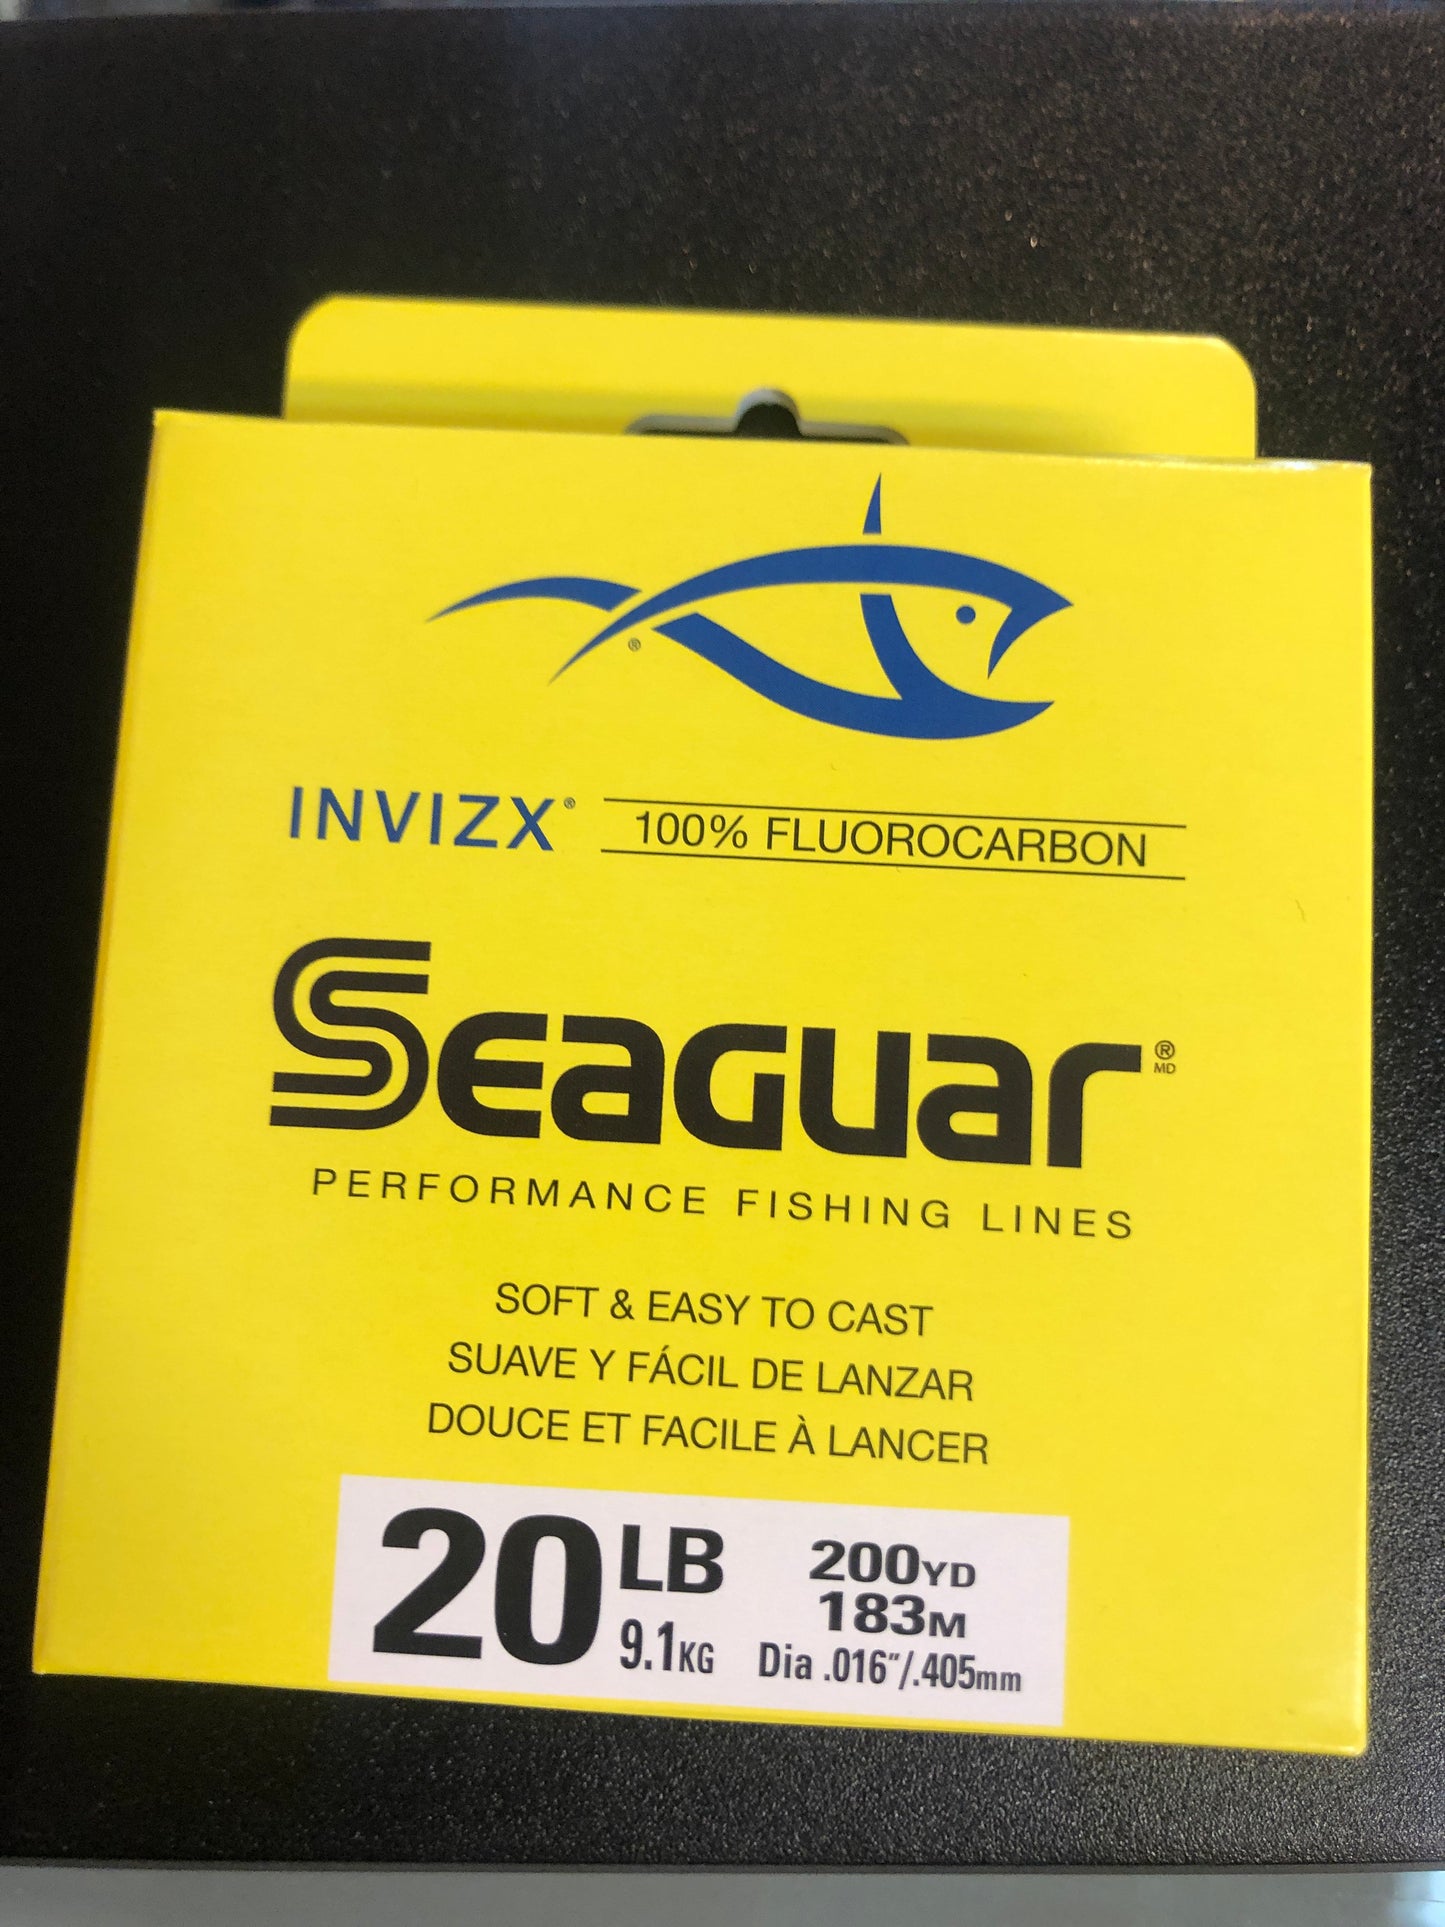 ®
INVIZX® 100% FLUOROCARBON
SEAGUAR®
MD
PERFORMANCE FISHING LINES
SOFT & EASY TO CAST
SUAVE Y FÁCIL DE LANZAR
DOUCE ET FACILE À LANCER
20 LB 200YD
183M
9.1KG Dia .016"/.405mm